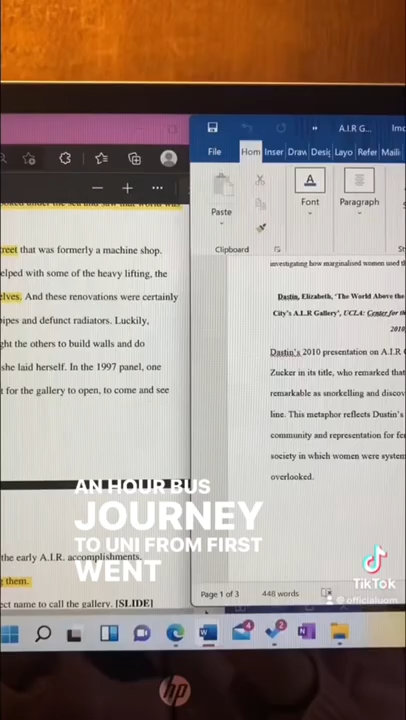 A.I.R G...
File
Hom
Inser
Draw
Desig
Layo
Refer
Maili
Paste
Font
Paragraph
Clipboard
reet that was formerly a machine shop.
elped with some of the heavy lifting, the
elves. And these renovations were certainly
ipes and defunct radiators. Luckily,
ght the others to build walls and do
she laid herself. In the 1997 panel, one
t for the gallery to open, to come and see
the early A.I.R. accomplishments.
g them.
ect name to call the gallery. [SLIDE]
investigating how marginalised women used th
Dastin, Elizabeth, 'The World Above the
City's A.I.R Gallery', UCLA: Center for th
2010
Dastin's 2010 presentation on A.I.R
Zucker in its title, who remarked that
remarkable as snorkelling and discov
line. This metaphor reflects Dustin's
community and representation for fe
society in which women were system
overlooked.
AN HOUR BUS
JOURNEY
TO UNI FROM FIRST
WENT
TikTok
@officialuom
Page 1 of 3
448 words
4
2
hp